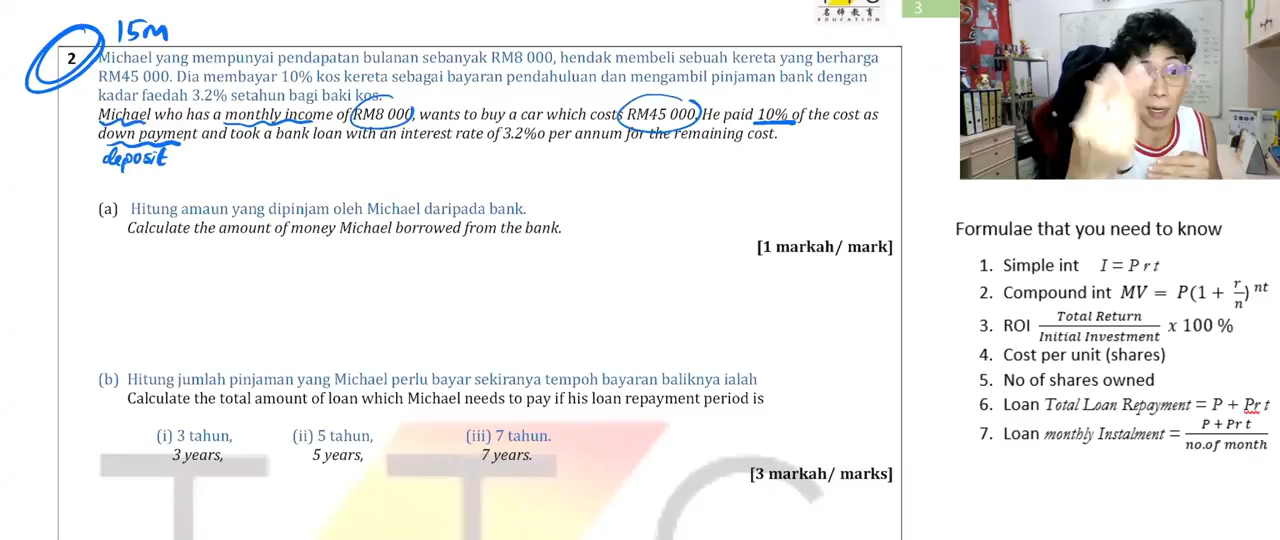 名师教育
EDUCATION
3
15m
2 Michael yang mempunyai pendapatan bulanan sebanyak RM8 000, hendak membeli sebuah kereta yang berharga
RM45 000. Dia membayar 10% kos kereta sebagai bayaran pendahuluan dan mengambil pinjaman bank dengan
kadar faedah 3.2% setahun bagi baki kos.
Michael who has a monthly income of RM8 000, wants to buy a car which costs RM45 000. He paid 10% of the cost as
down payment and took a bank loan with an interest rate of 3.2%o per annum for the remaining cost.
deposit
(a) Hitung amaun yang dipinjam oleh Michael daripada bank.
Calculate the amount of money Michael borrowed from the bank.
[1 markah/ mark]
(b) Hitung jumlah pinjaman yang Michael perlu bayar sekiranya tempoh bayaran baliknya ialah
Calculate the total amount of loan which Michael needs to pay if his loan repayment period is
(i) 3 tahun, (ii) 5 tahun, (iii) 7 tahun.
3 years, 5 years, 7 years.
[3 markah/ marks]
Formulae that you need to know
1. Simple int I = P r t
2. Compound int MV = P(1 + r/n)^nt
3. ROI Total Return/Initial Investment x 100 %
4. Cost per unit (shares)
5. No of shares owned
6. Loan Total Loan Repayment = P + Pr t
7. Loan monthly Instalment = P + Pr t/no.of month